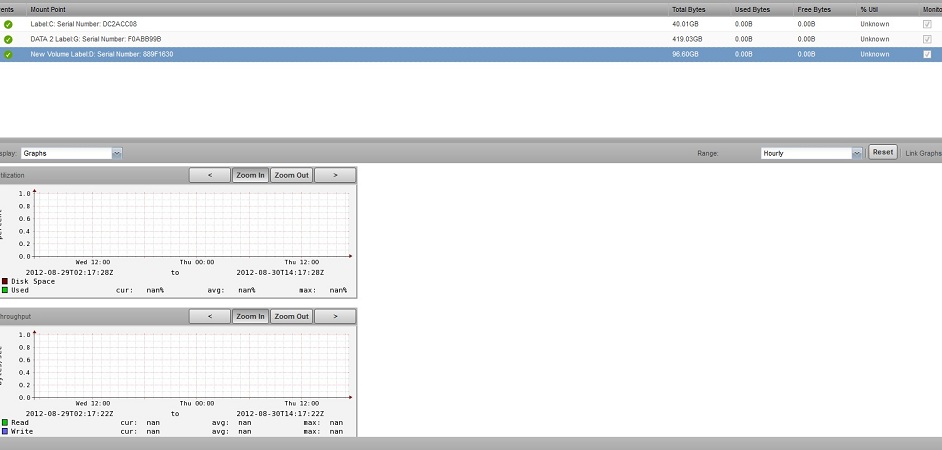 ents Mount Point Total Bytes Used Bytes Free Bytes % Util Monito
Label:C: Serial Number: DC2ACC08 40.01GB 0.00B 0.00B Unknown
DATA 2 Label:G: Serial Number: F0ABB99B 419.03GB 0.00B 0.00B Unknown
New Volume Label:D: Serial Number: 889F1630 96.60GB 0.00B 0.00B Unknown
splay: Graphs Range: Hourly Reset Link Graphs
tilization < Zoom In Zoom Out >
percent
1.0
0.8
0.6
0.4
0.2
0.0
Wed 12:00 Thu 00:00 Thu 12:00
2012-08-29T02:17:28Z to 2012-08-30T14:17:28Z
Disk Space
Used cur: nan% avg: nan% max: nan%
hroughput < Zoom In Zoom Out >
bytes/sec
1.0
0.8
0.6
0.4
0.2
0.0
Wed 12:00 Thu 00:00 Thu 12:00
2012-08-29T02:17:22Z to 2012-08-30T14:17:22Z
Read cur: nan avg: nan max: nan
Write cur: nan avg: nan max: nan